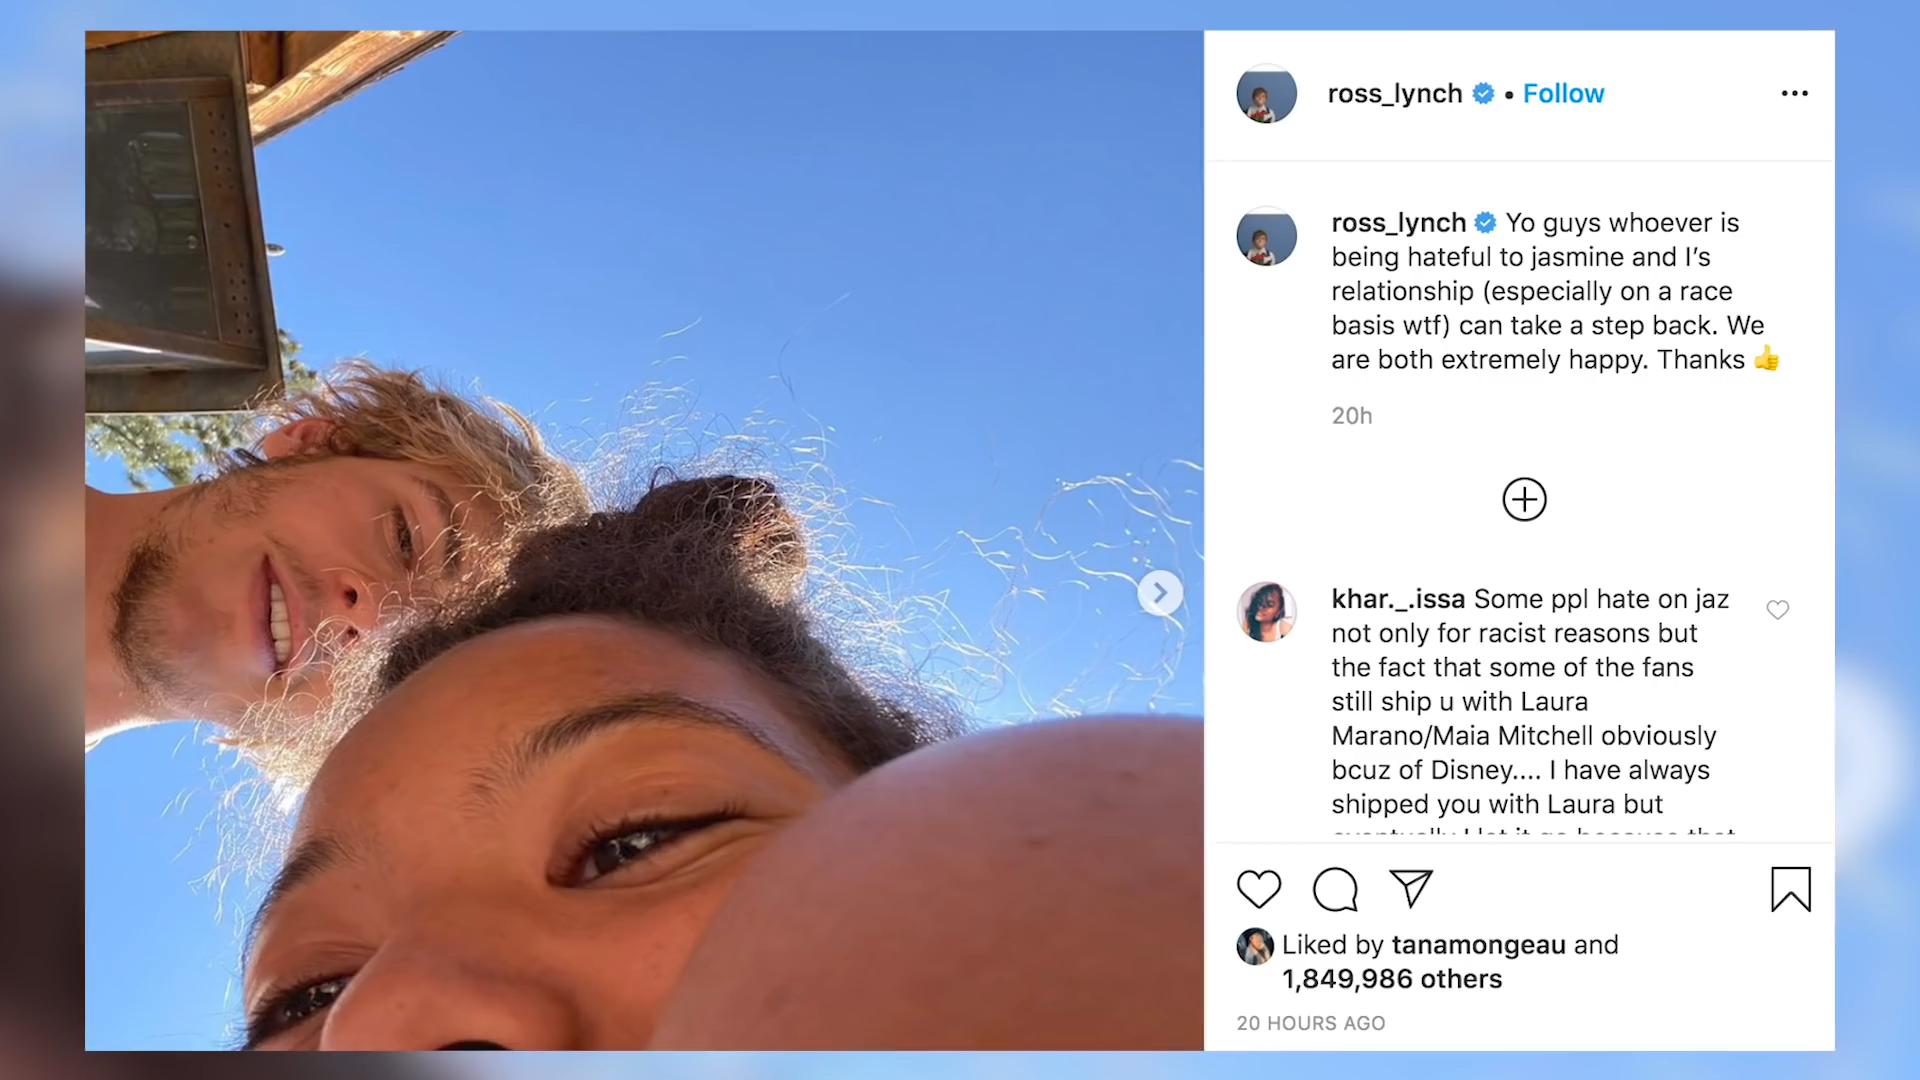 ross_lynch • Follow
ross_lynch Yo guys whoever is
being hateful to jasmine and I’s
relationship (especially on a race
basis wtf) can take a step back. We
are both extremely happy. Thanks 👍
20h
khar._.issa Some ppl hate on jaz
not only for racist reasons but
the fact that some of the fans
still ship u with Laura
Marano/Maia Mitchell obviously
bcuz of Disney.... I have always
shipped you with Laura but
Liked by tanamongeau and
1,849,986 others
20 HOURS AGO